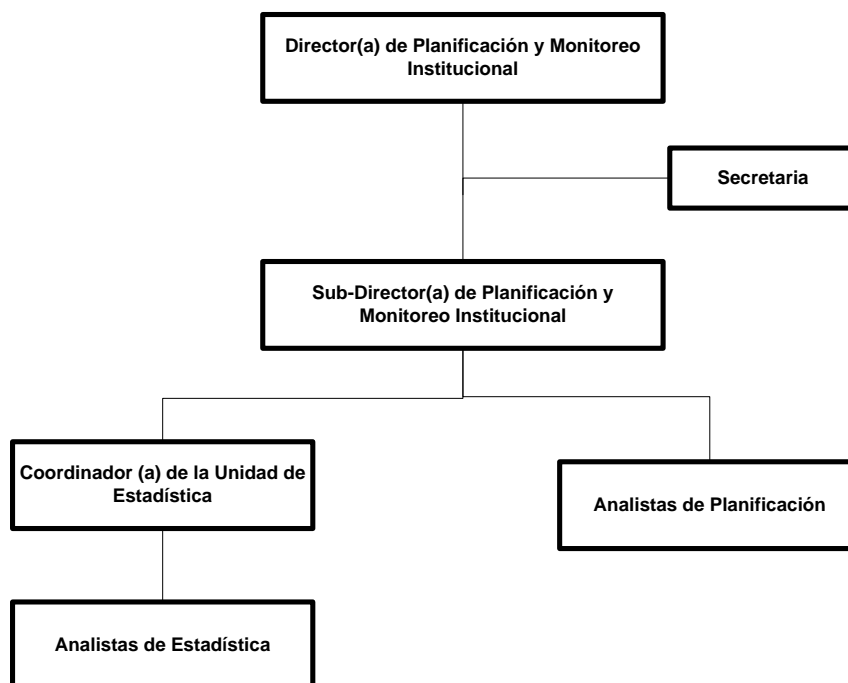 Director(a) de Planificación y Monitoreo
Institucional
Secretaria
Sub-Director(a) de Planificación y
Monitoreo Institucional
Coordinador (a) de la Unidad de
Estadística
Analistas de Planificación
Analistas de Estadística